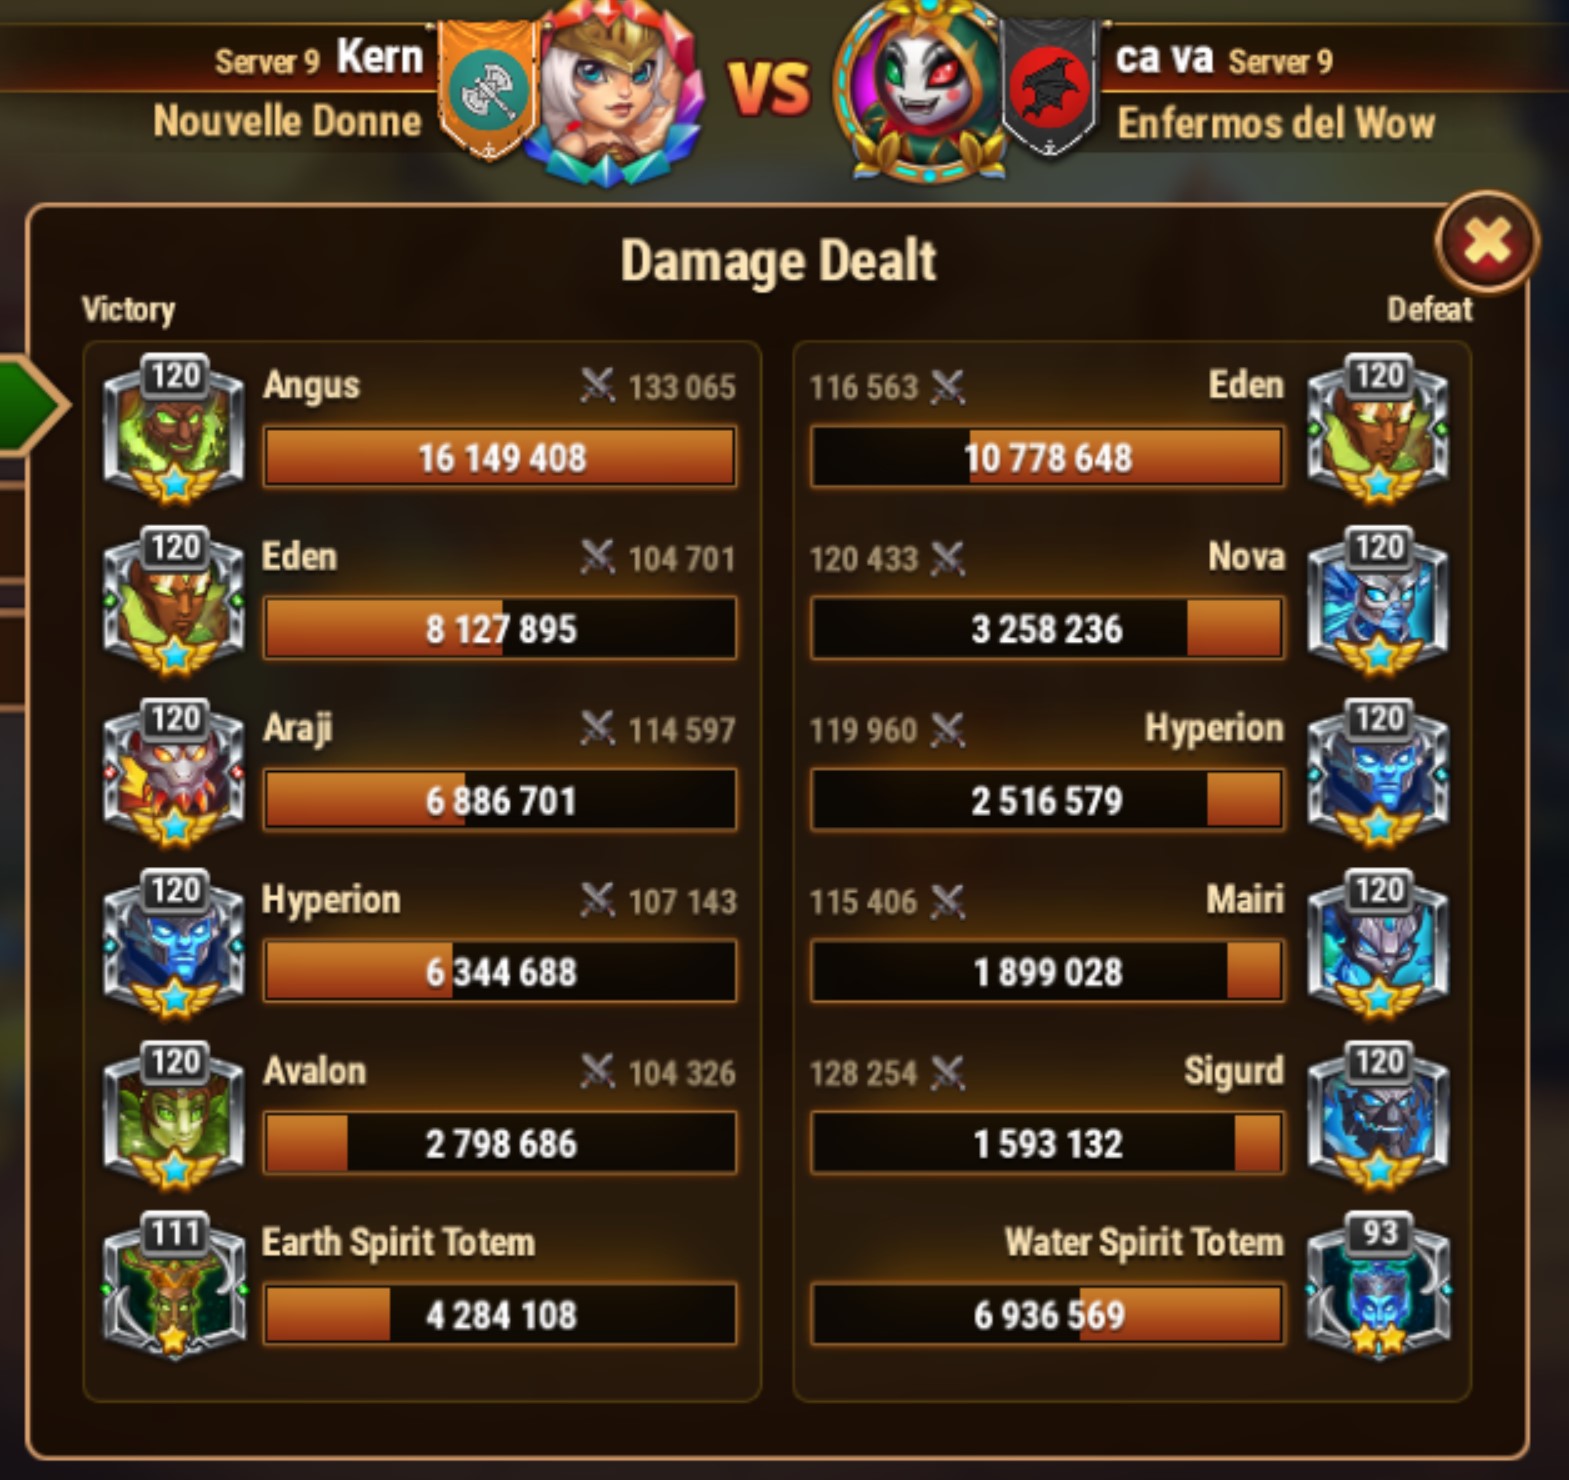 Server 9 Kern
Nouvelle Donne
VS
ca va Server 9
Enfermos del Wow
Damage Dealt
Victory
Defeat
120 Angus 133 065
16 149 408
120 Eden 104 701
8 127 895
120 Araji 114 597
6 886 701
120 Hyperion 107 143
6 344 688
120 Avalon 104 326
2 798 686
111 Earth Spirit Totem
4 284 108
116 563 Eden 120
10 778 648
120 433 Nova 120
3 258 236
119 960 Hyperion 120
2 516 579
115 406 Mairi 120
1 899 028
128 254 Sigurd 120
1 593 132
Water Spirit Totem 93
6 936 569